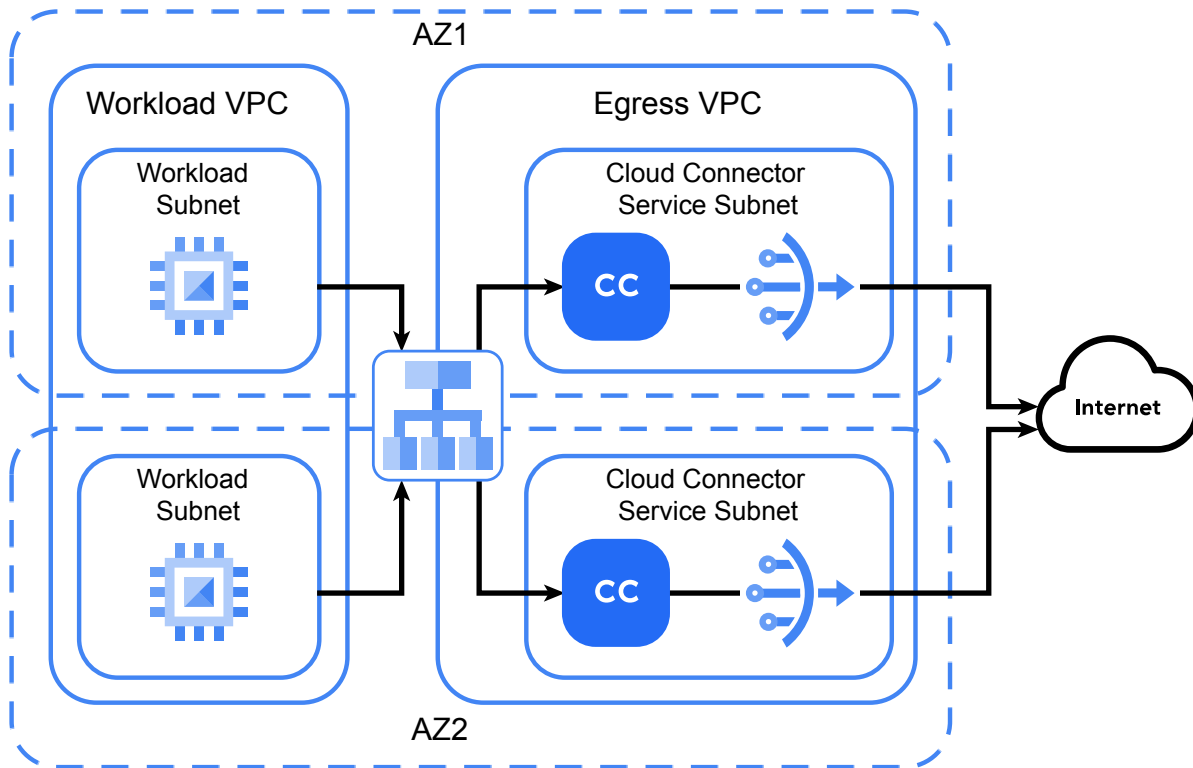 AZ1
Workload VPC
Egress VPC
Workload
Subnet
Cloud Connector
Service Subnet
CC
Internet
Workload
Subnet
Cloud Connector
Service Subnet
CC
AZ2